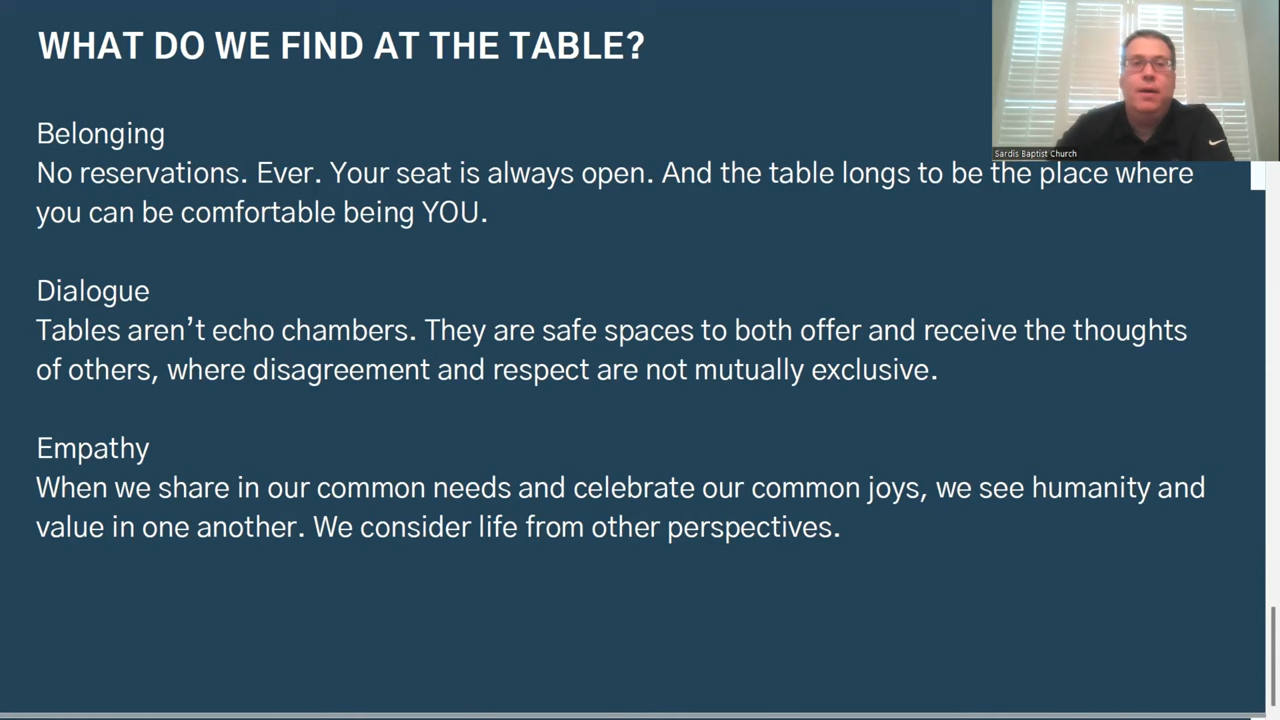 WHAT DO WE FIND AT THE TABLE?
Sardis Baptist Church
Belonging
No reservations. Ever. Your seat is always open. And the table longs to be the place where
you can be comfortable being YOU.
Dialogue
Tables aren’t echo chambers. They are safe spaces to both offer and receive the thoughts
of others, where disagreement and respect are not mutually exclusive.
Empathy
When we share in our common needs and celebrate our common joys, we see humanity and
value in one another. We consider life from other perspectives.